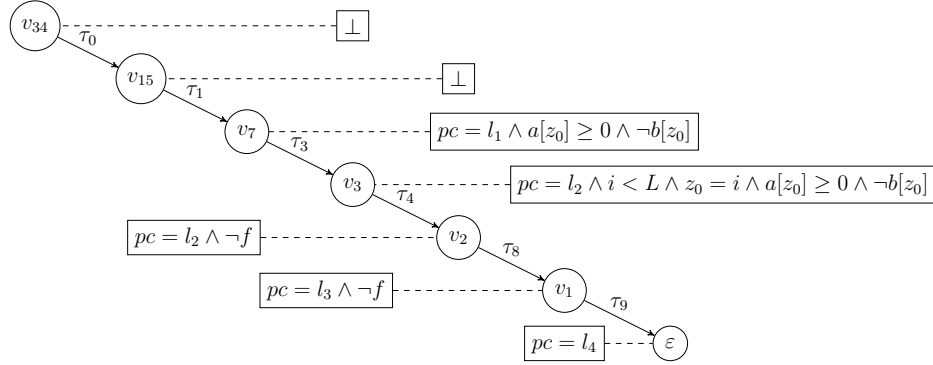 v₃₄
⊥
τ₀
v₁₅
⊥
τ₁
v₇
pc = l₁ ∧ a[z₀] ≥ 0 ∧ ¬b[z₀]
τ₃
v₃
pc = l₂ ∧ i < L ∧ z₀ = i ∧ a[z₀] ≥ 0 ∧ ¬b[z₀]
τ₄
pc = l₂ ∧ ¬f
v₂
τ₈
pc = l₃ ∧ ¬f
v₁
τ₉
pc = l₄
ε